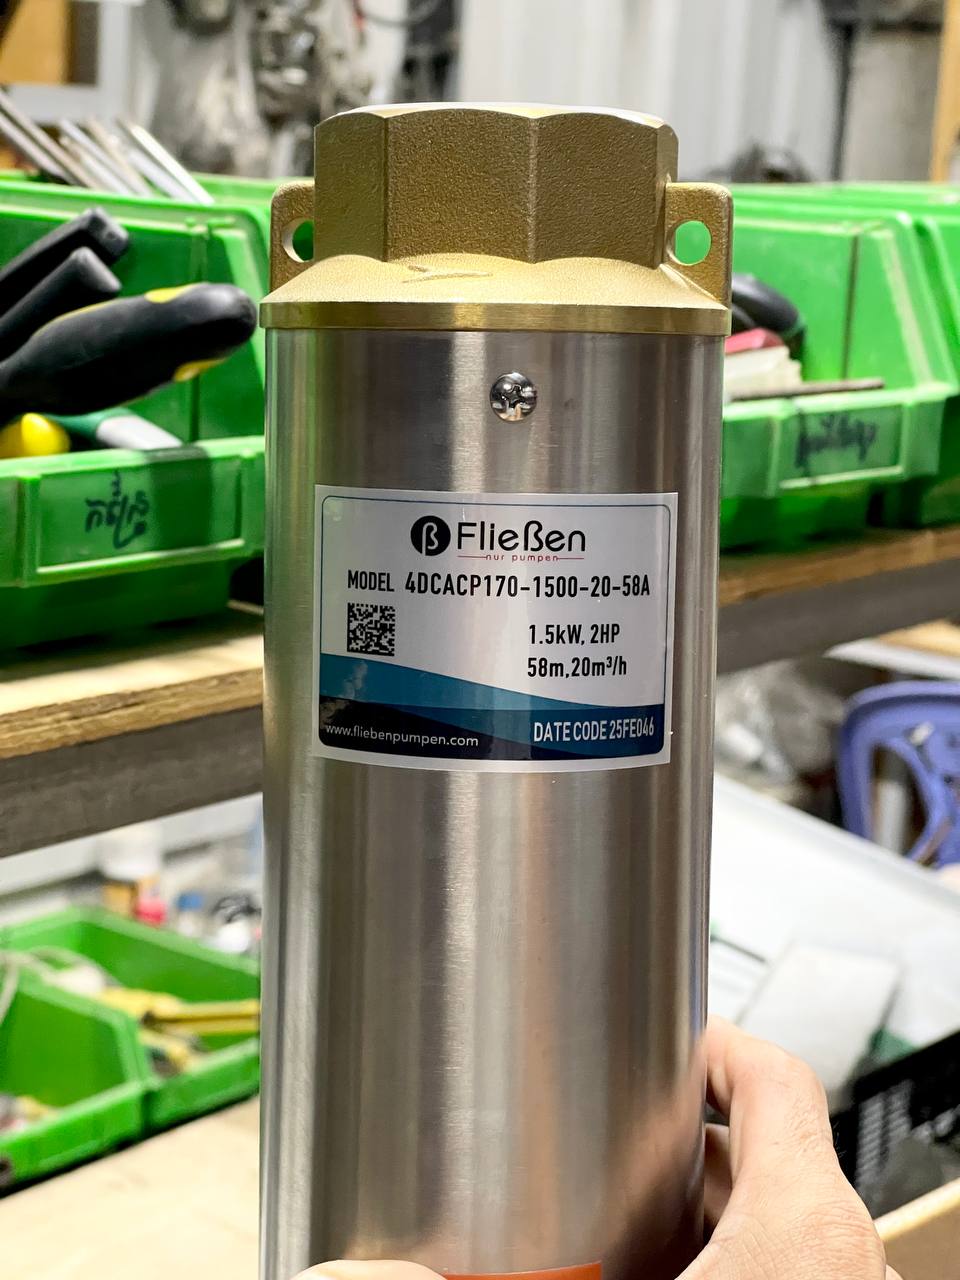 ß Fließen
nur pumpen
MODEL 4DCACP170-1500-20-58A
1.5kW, 2HP
58m,20m³/h
www.fliebenpumpen.com
DATE CODE 25FE046